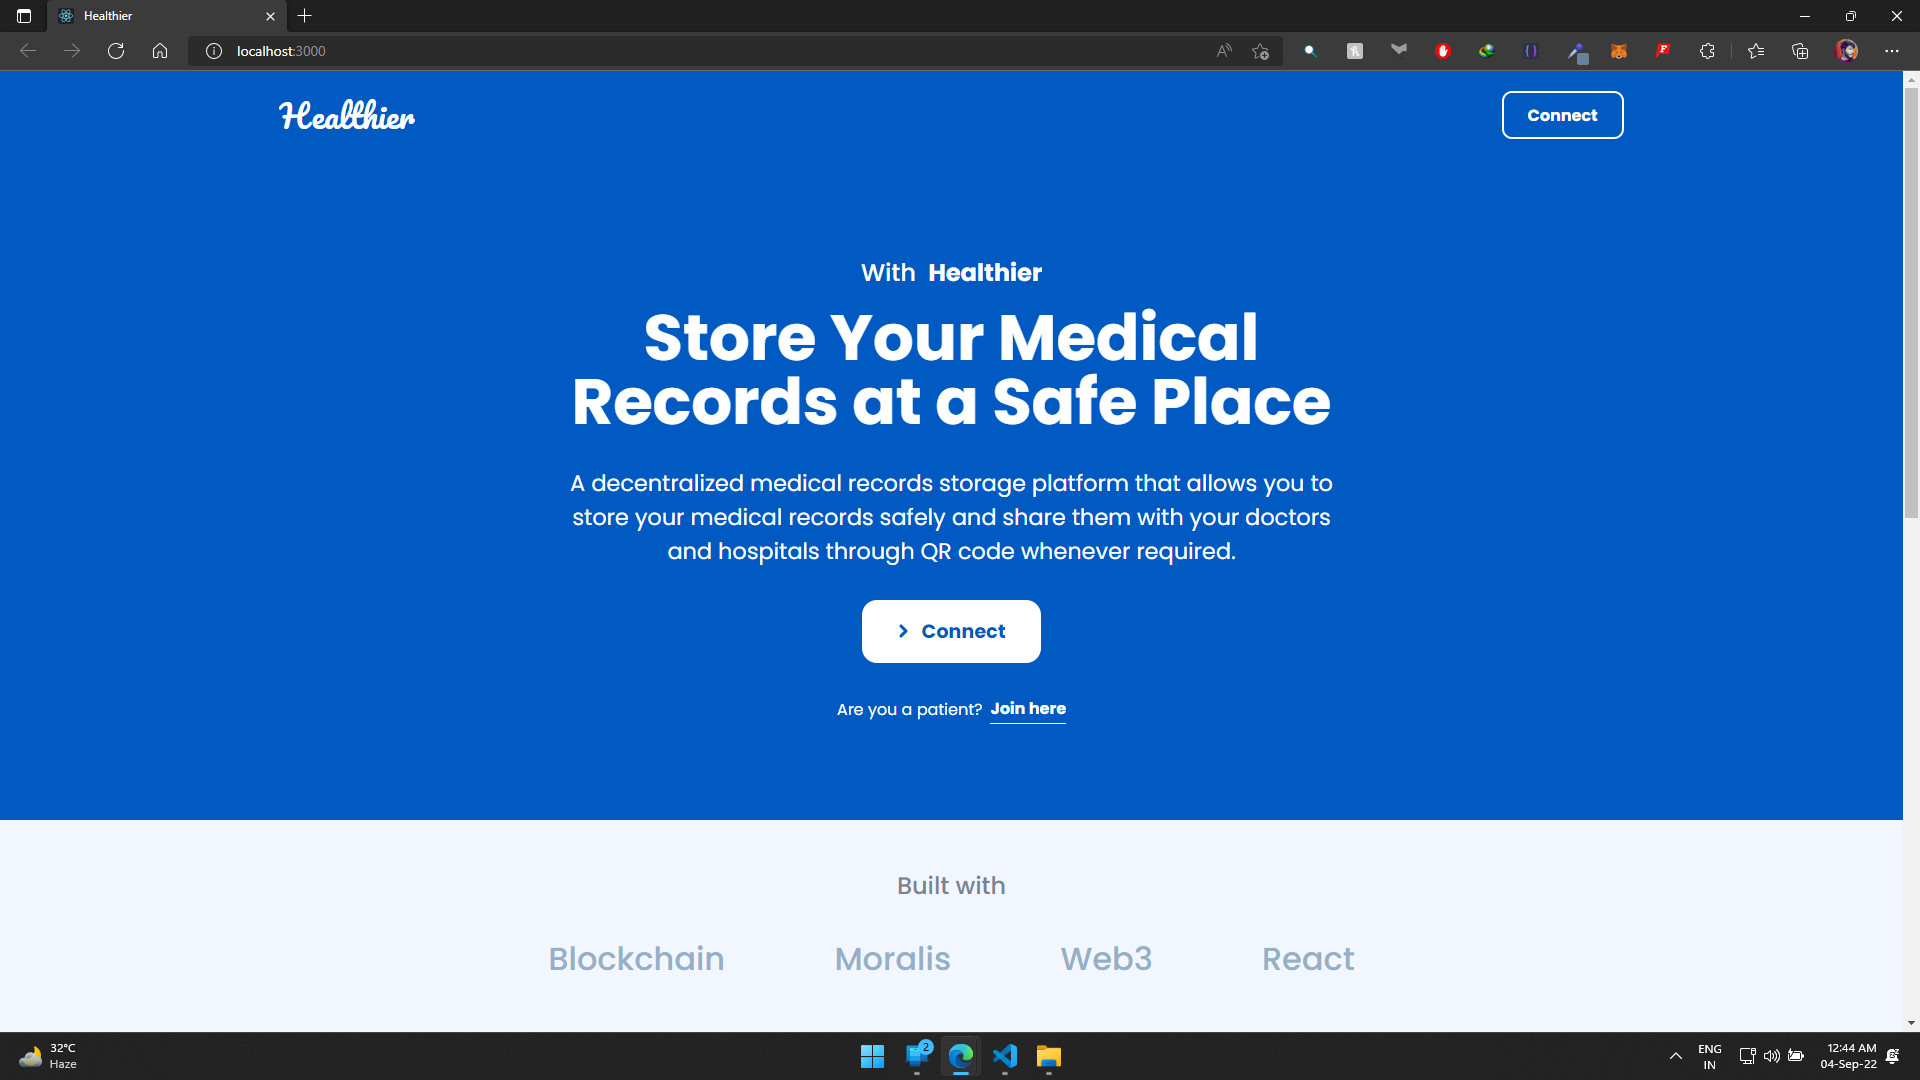 Healthier
localhost:3000
Healthier
Connect
With Healthier
Store Your Medical
Records at a Safe Place
A decentralized medical records storage platform that allows you to
store your medical records safely and share them with your doctors
and hospitals through QR code whenever required.
Connect
Are you a patient? Join here
Built with
Blockchain Moralis Web3 React
32°C
Haze
2
ENG
IN
12:44 AM
04-Sep-22